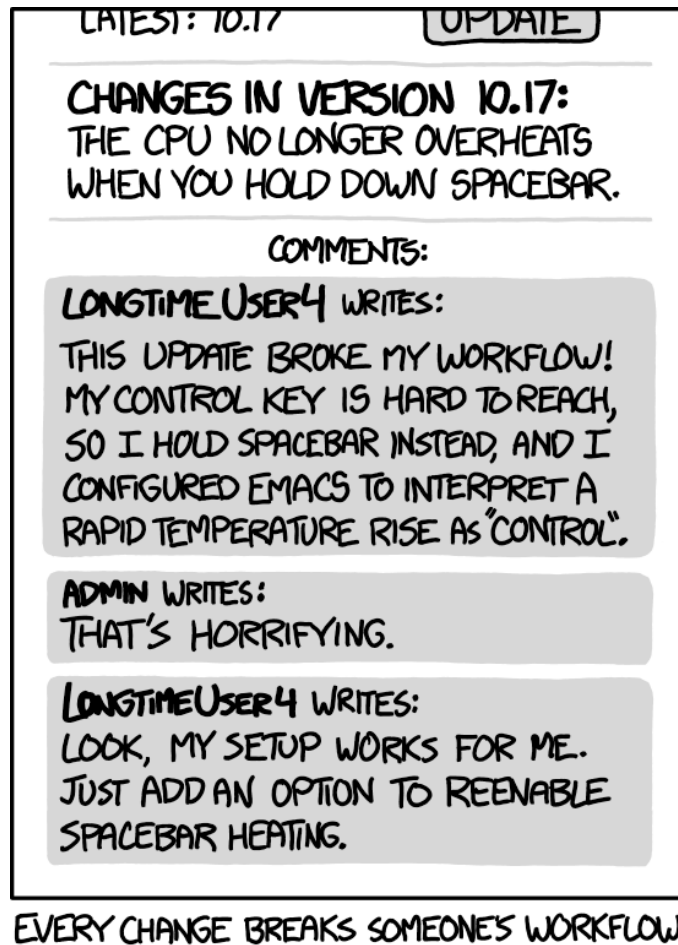 LATEST: 10.17 UPDATE
CHANGES IN VERSION 10.17:
THE CPU NO LONGER OVERHEATS
WHEN YOU HOLD DOWN SPACEBAR.
COMMENTS:
LONGTIMEUSER4 WRITES:
THIS UPDATE BROKE MY WORKFLOW!
MY CONTROL KEY IS HARD TO REACH,
SO I HOLD SPACEBAR INSTEAD, AND I
CONFIGURED EMACS TO INTERPRET A
RAPID TEMPERATURE RISE AS "CONTROL".
ADMIN WRITES:
THAT'S HORRIFYING.
LONGTIMEUSER4 WRITES:
LOOK, MY SETUP WORKS FOR ME.
JUST ADD AN OPTION TO REENABLE
SPACEBAR HEATING.
EVERY CHANGE BREAKS SOMEONE'S WORKFLOW